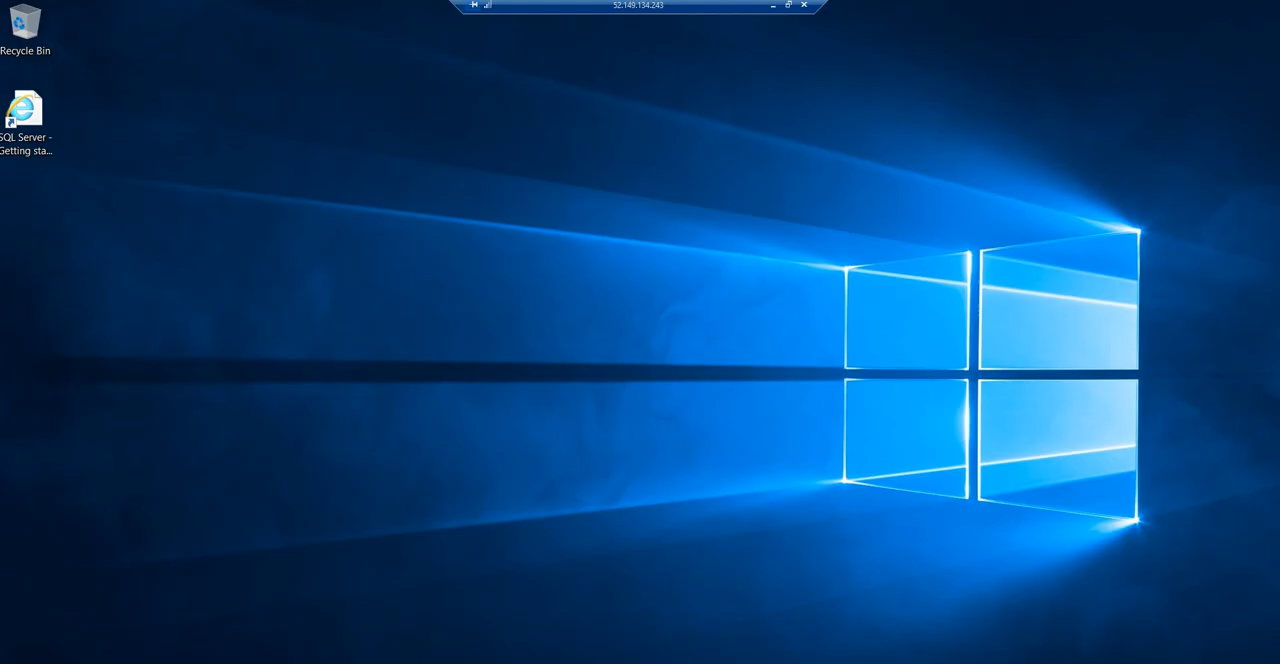 52.149.134.243
Recycle Bin
SQL Server -
Getting sta...